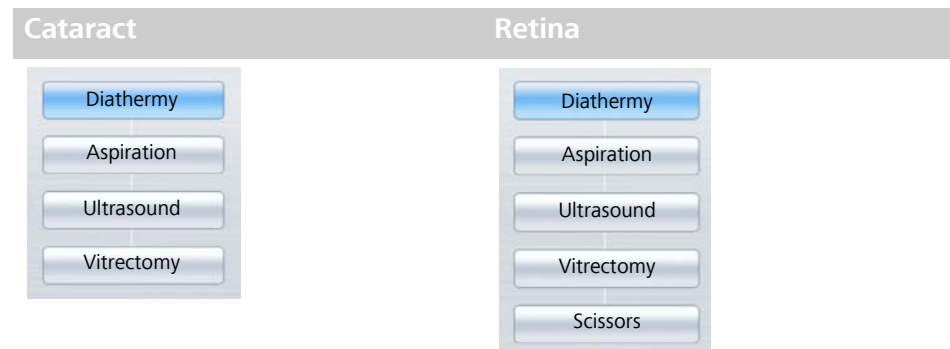 Cataract
Retina
Diathermy
Aspiration
Ultrasound
Vitrectomy
Diathermy
Aspiration
Ultrasound
Vitrectomy
Scissors